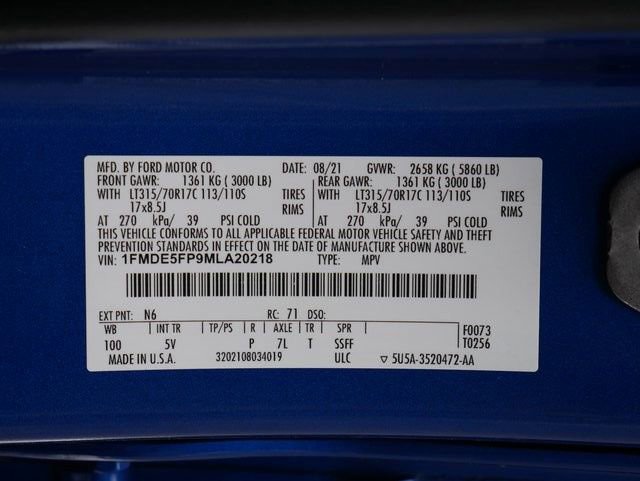 MFD. BY FORD MOTOR CO. DATE: 08/21 GVWR: 2658 KG ( 5860 LB)
FRONT GAWR: 1361 KG ( 3000 LB) REAR GAWR: 1361 KG ( 3000 LB)
WITH LT315/70R17C 113/110S TIRES WITH LT315/70R17C 113/110S TIRES
17x8.5J RIMS 17x8.5J RIMS
AT 270 kPa/ 39 PSI COLD AT 270 kPa/ 39 PSI COLD
THIS VEHICLE CONFORMS TO ALL APPLICABLE FEDERAL MOTOR VEHICLE SAFETY AND THEFT
PREVENTION STANDARDS IN EFFECT ON THE DATE OF MANUFACTURE SHOWN ABOVE.
VIN: 1FMDE5FP9MLA20218 TYPE: MPV
EXT PNT: N6 RC: 71 DSO:
WB INT TR TP/PS R AXLE TR SPR F0073
100 5V P 7L T SSFF T0256
MADE IN U.S.A. 3202108034019 ULC ▽ 5U5A-3520472-AA